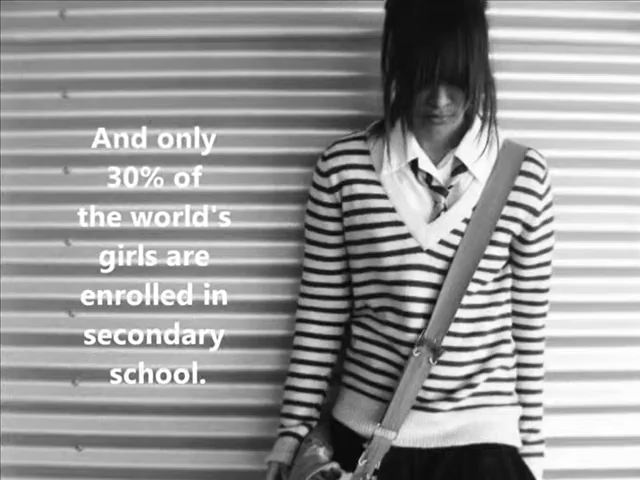 And only
30% of
the world's
girls are
enrolled in
secondary
school.